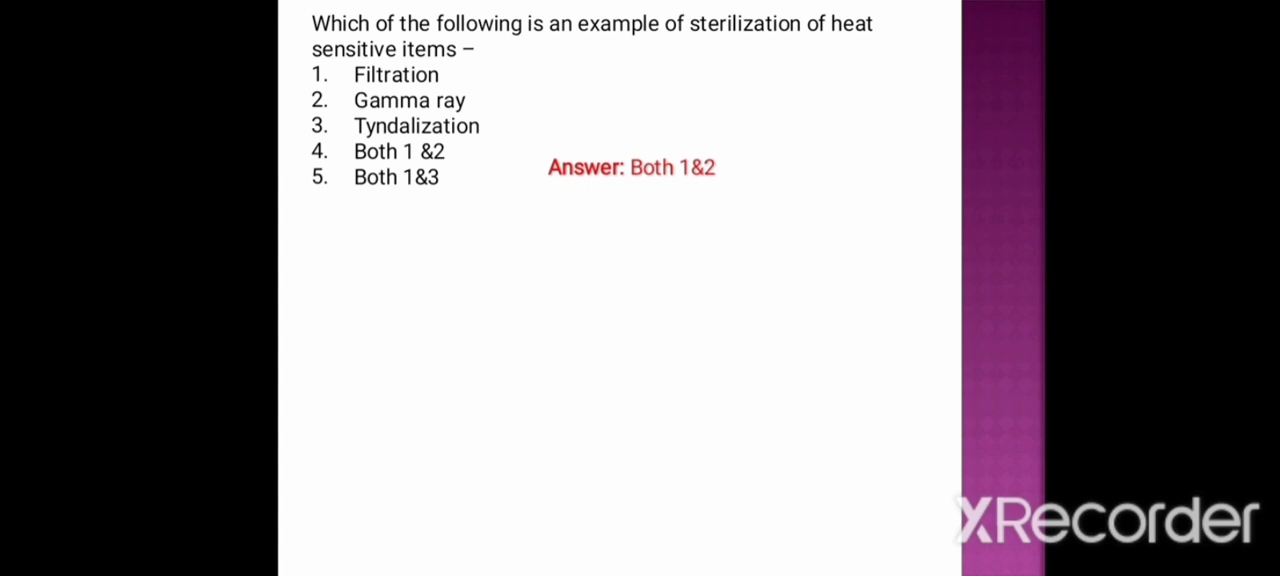 Which of the following is an example of sterilization of heat
sensitive items –
1. Filtration
2. Gamma ray
3. Tyndalization
4. Both 1 &2
5. Both 1&3
Answer: Both 1&2
XRecorder